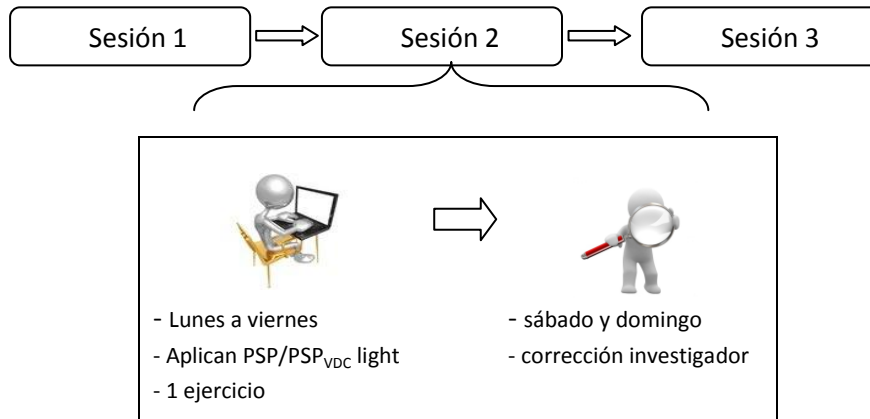 Sesión 1
Sesión 2
Sesión 3
- Lunes a viernes
- Aplican PSP/PSPVDC light
- 1 ejercicio
- sábado y domingo
- corrección investigador